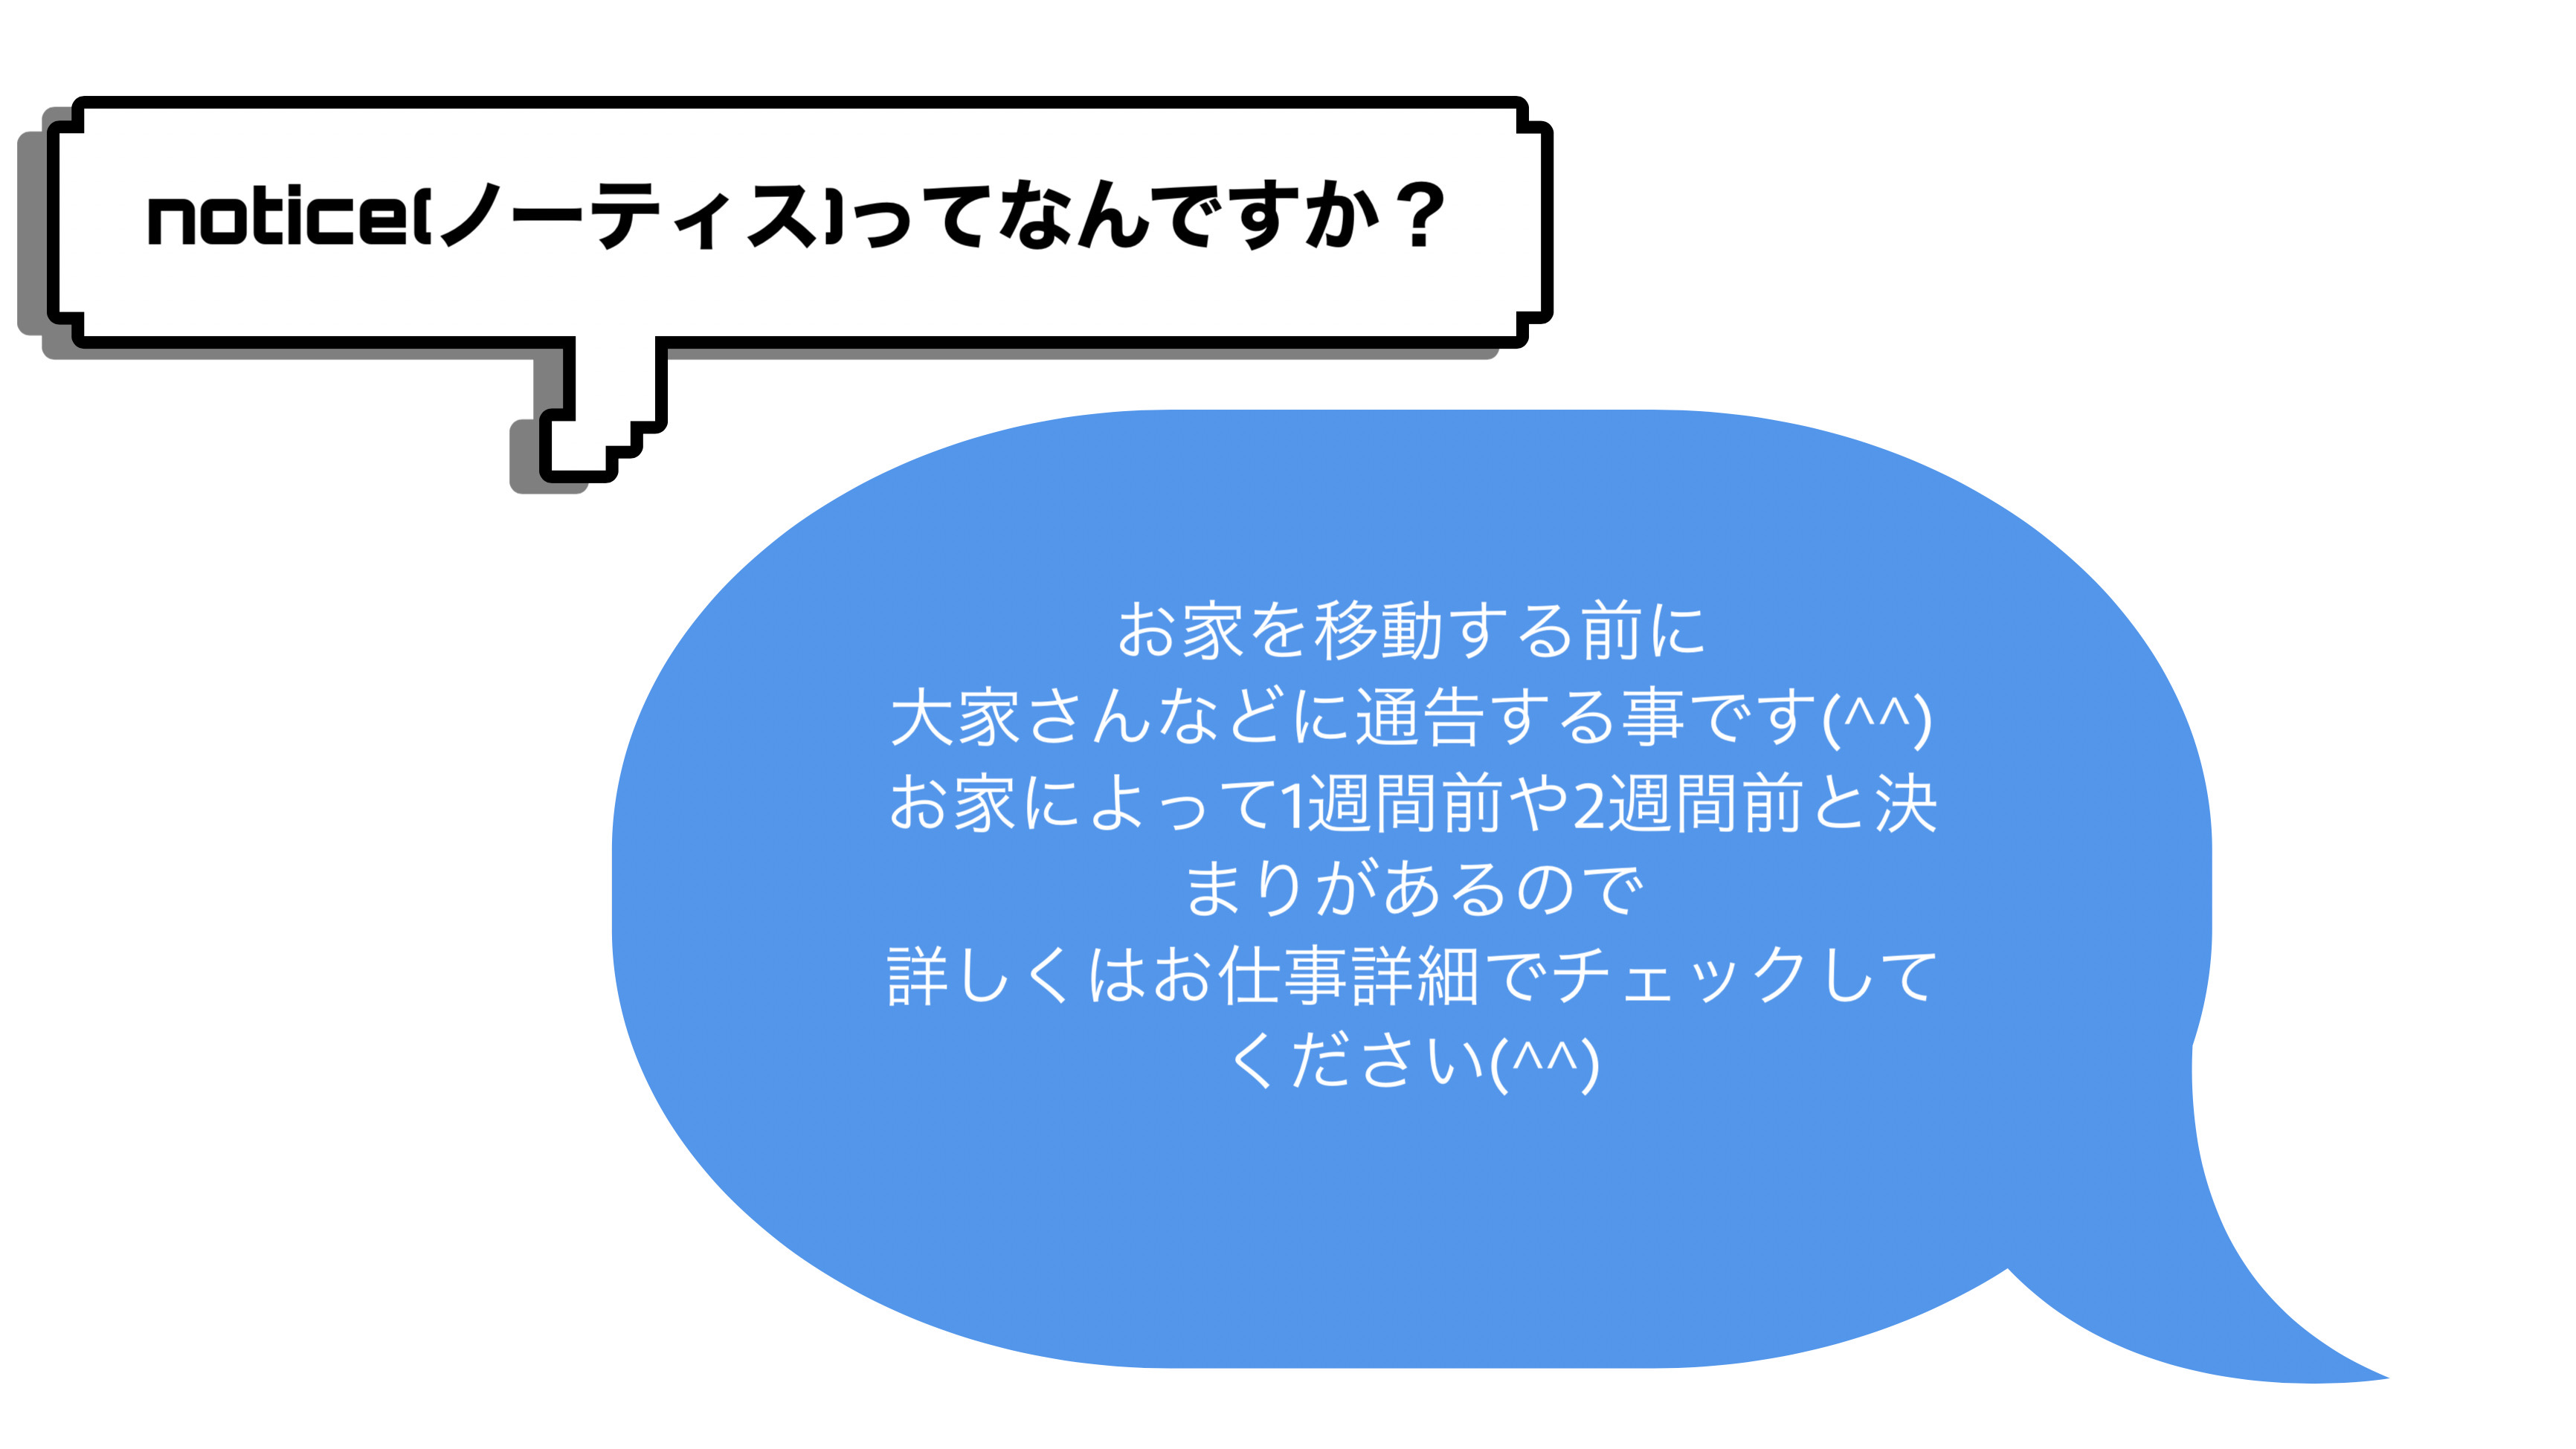 notice(ノーティス)ってなんですか？
お家を移動する前に
大家さんなどに通告する事です(^^)
お家によって1週間前や2週間前と決
まりがあるので
詳しくはお仕事詳細でチェックして
ください(^^)